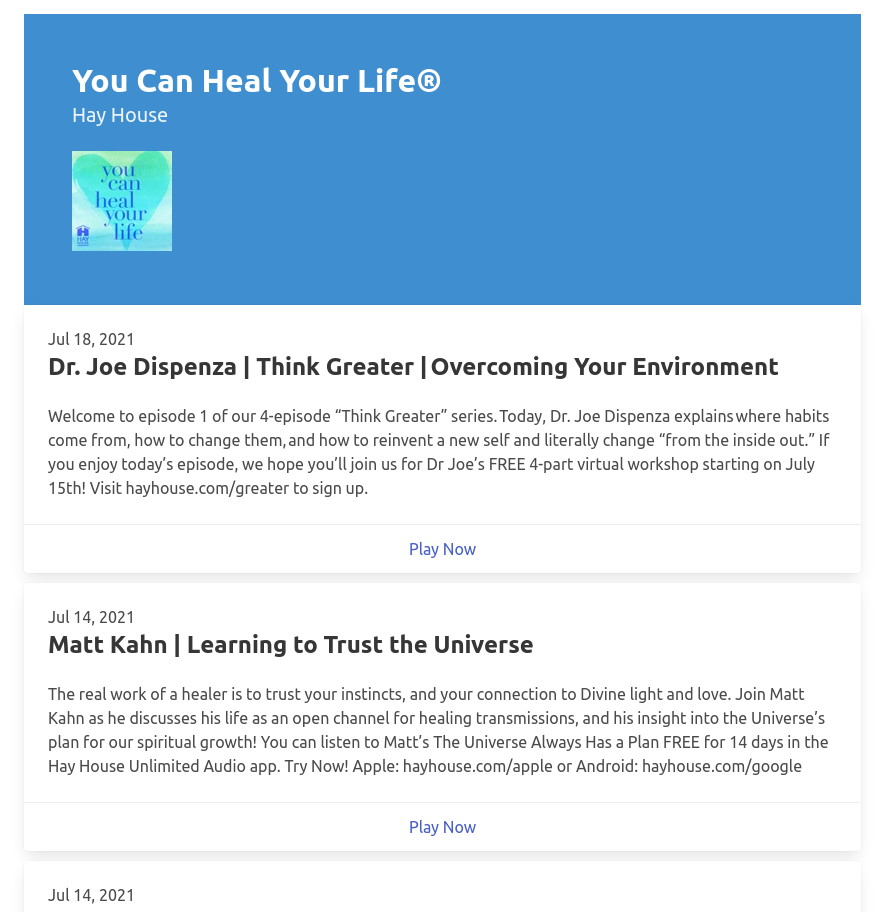 You Can Heal Your Life®
Hay House
you
can
heal
your
life
HAY
HOUSE
Jul 18, 2021
Dr. Joe Dispenza | Think Greater | Overcoming Your Environment
Welcome to episode 1 of our 4-episode “Think Greater” series. Today, Dr. Joe Dispenza explains where habits
come from, how to change them, and how to reinvent a new self and literally change “from the inside out.” If
you enjoy today’s episode, we hope you’ll join us for Dr Joe’s FREE 4-part virtual workshop starting on July
15th! Visit hayhouse.com/greater to sign up.
Play Now
Jul 14, 2021
Matt Kahn | Learning to Trust the Universe
The real work of a healer is to trust your instincts, and your connection to Divine light and love. Join Matt
Kahn as he discusses his life as an open channel for healing transmissions, and his insight into the Universe’s
plan for our spiritual growth! You can listen to Matt’s The Universe Always Has a Plan FREE for 14 days in the
Hay House Unlimited Audio app. Try Now! Apple: hayhouse.com/apple or Android: hayhouse.com/google
Play Now
Jul 14, 2021